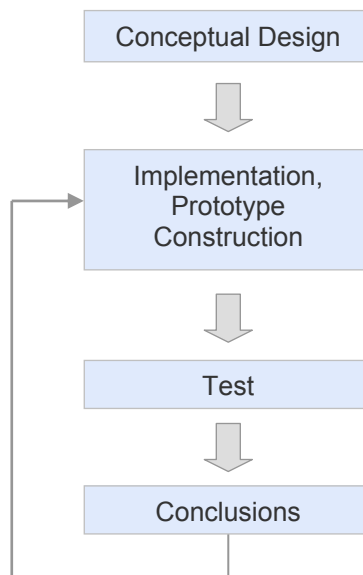 Conceptual Design
Implementation,
Prototype
Construction
Test
Conclusions